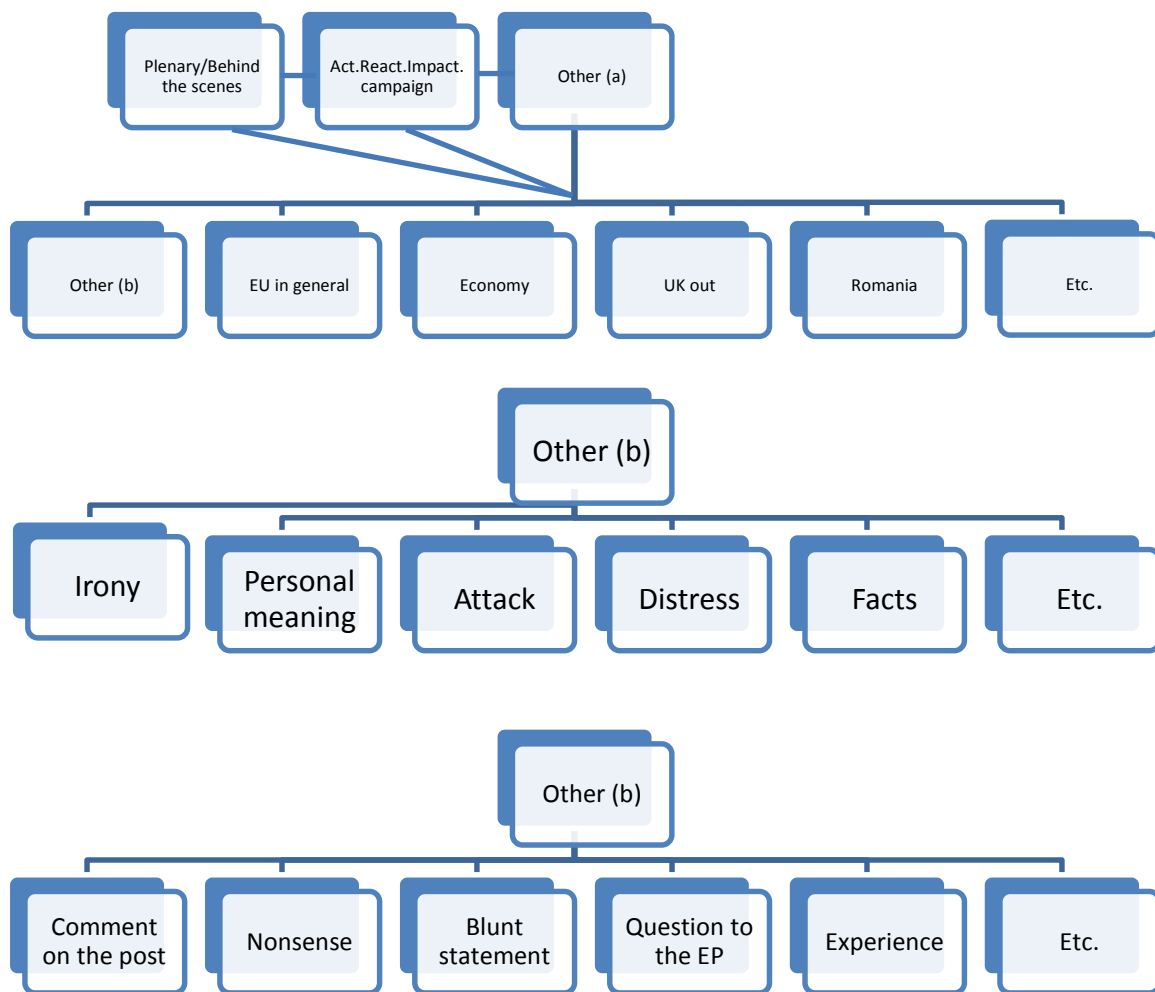 Plenary/Behind
the scenes
Act.React.Impact.
campaign
Other (a)
Other (b)
EU in general
Economy
UK out
Romania
Etc.
Other (b)
Irony
Personal
meaning
Attack
Distress
Facts
Etc.
Other (b)
Comment
on the post
Nonsense
Blunt
statement
Question to
the EP
Experience
Etc.